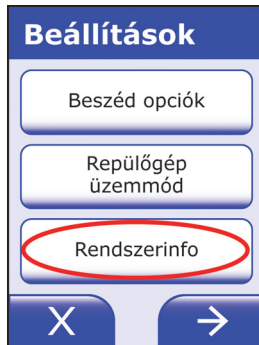 Beállítások
Beszéd opciók
Repülőgép
üzemmód
Rendszerinfo
X →